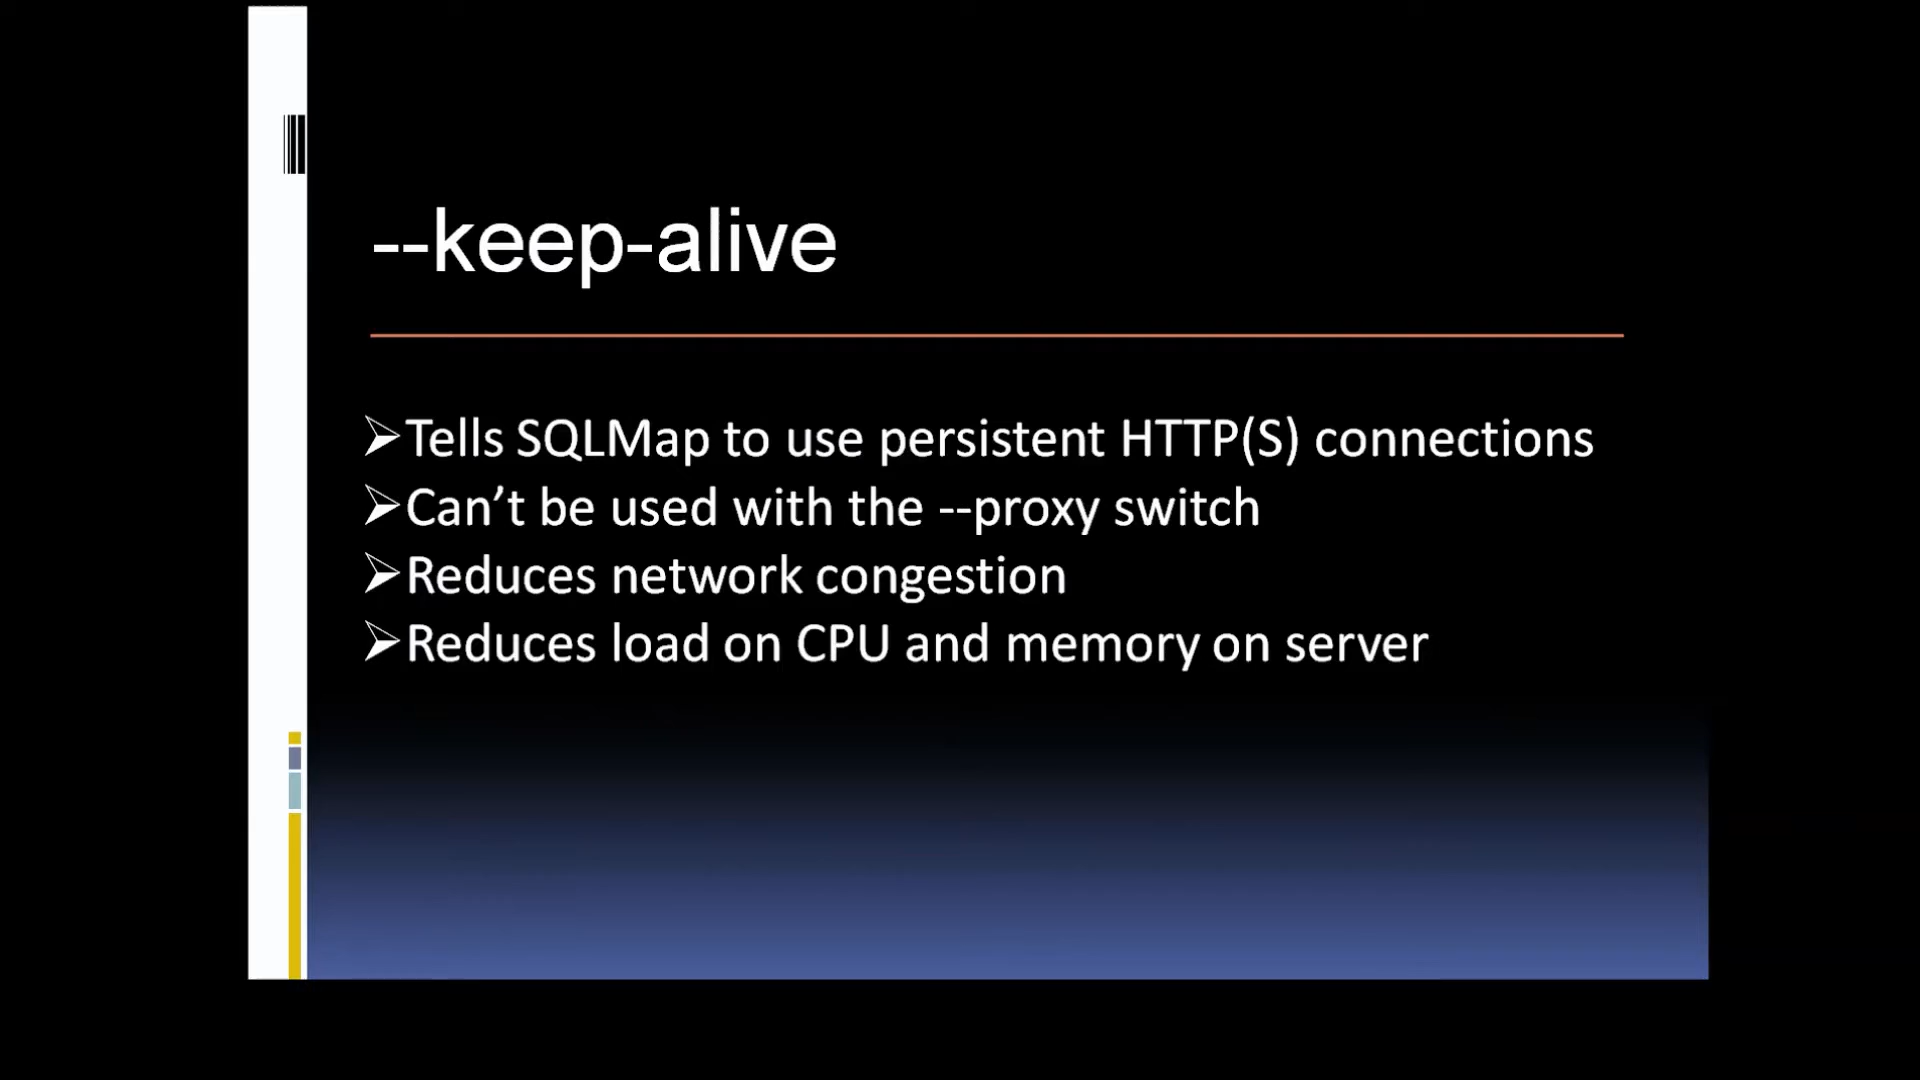 --keep-alive
Tells SQLMap to use persistent HTTP(S) connections
Can’t be used with the --proxy switch
Reduces network congestion
Reduces load on CPU and memory on server